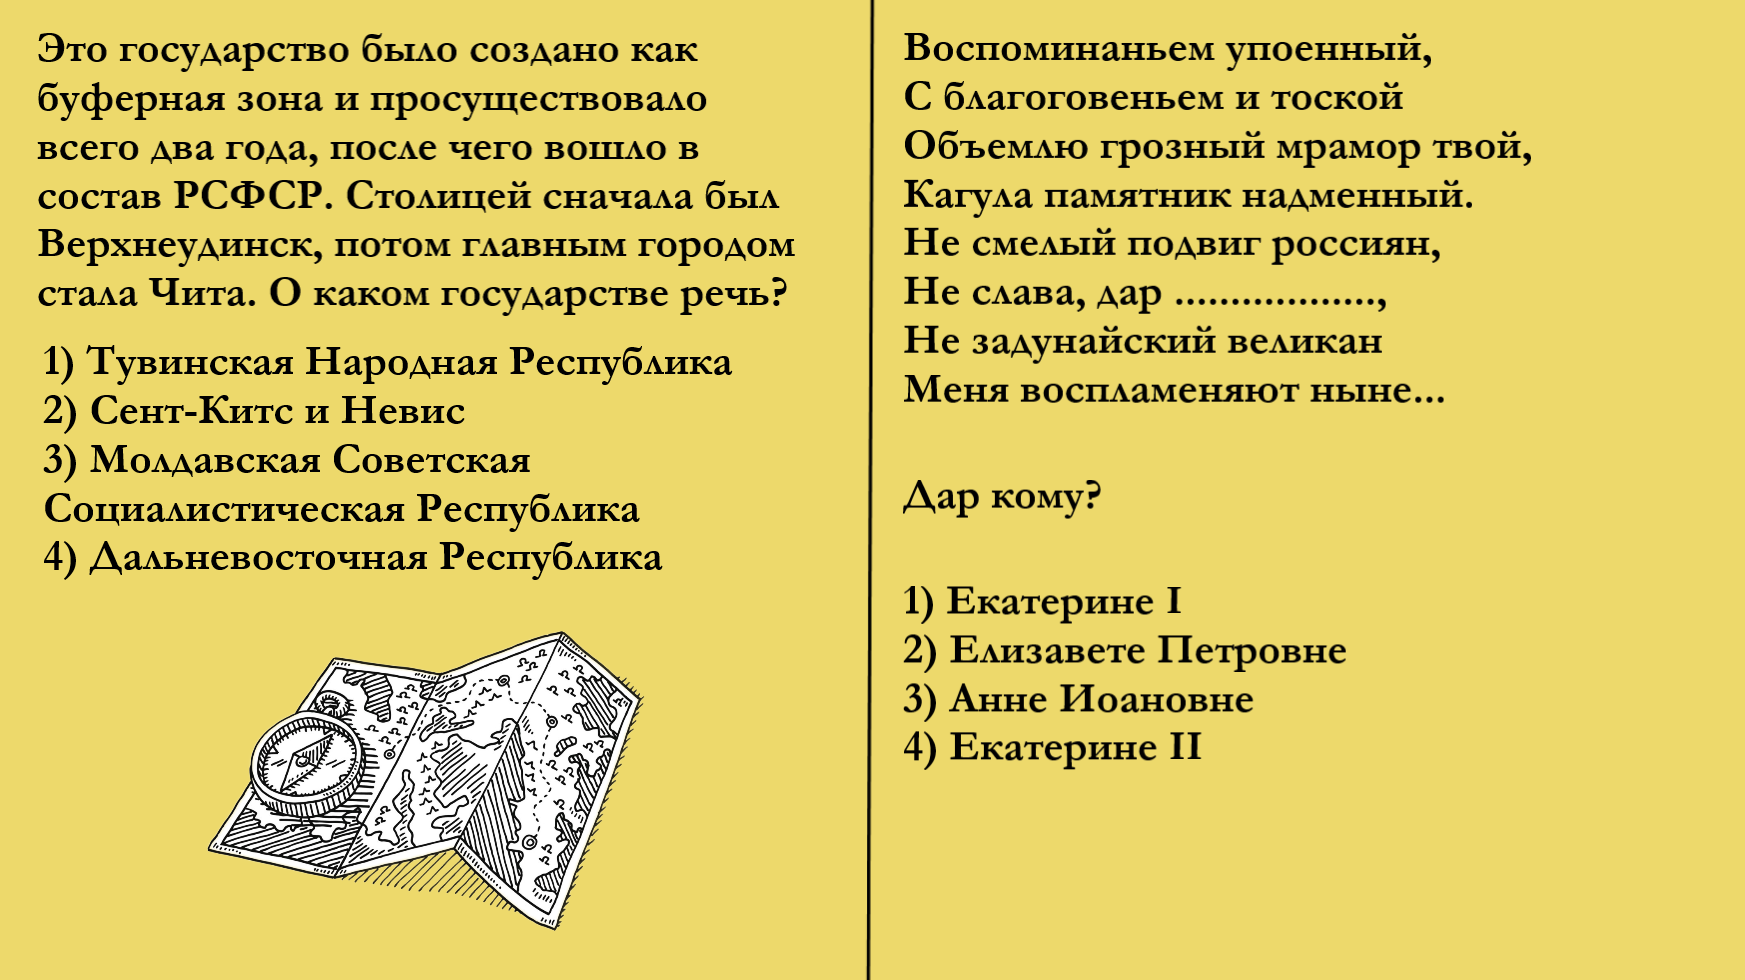 Это государство было создано как
буферная зона и просуществовало
всего два года, после чего вошло в
состав РСФСР. Столицей сначала был
Верхнеудинск, потом главным городом
стала Чита. О каком государстве речь?
1) Тувинская Народная Республика
2) Сент-Китс и Невис
3) Молдавская Советская
Социалистическая Республика
4) Дальневосточная Республика
Воспоминаньем упоенный,
С благоговеньем и тоской
Объемлю грозный мрамор твой,
Кагула памятник надменный.
Не смелый подвиг россиян,
Не слава, дар ..................,
Не задунайский великан
Меня воспламеняют ныне...
Дар кому?
1) Екатерине I
2) Елизавете Петровне
3) Анне Иоановне
4) Екатерине II